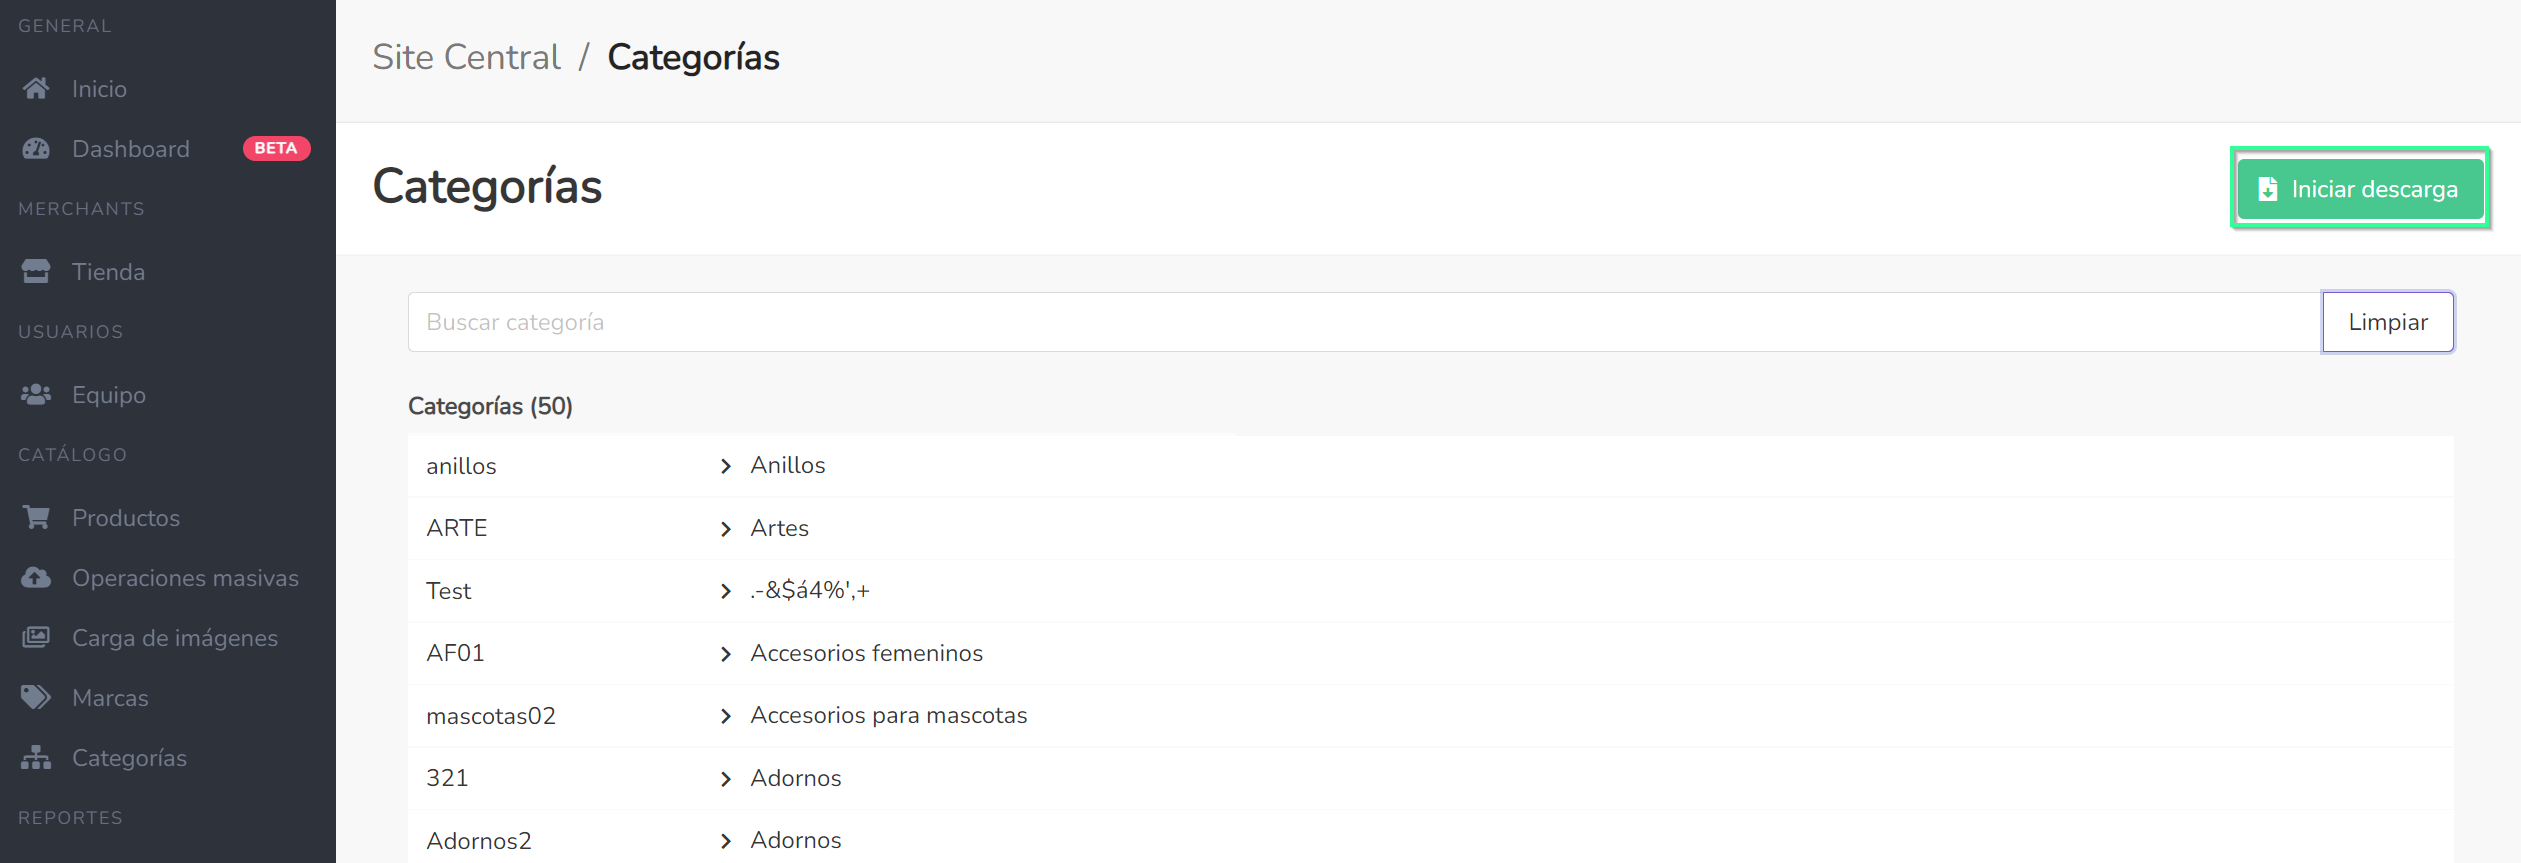 GENERAL
Inicio
Dashboard BETA
MERCHANTS
Tienda
USUARIOS
Equipo
CATÁLOGO
Productos
Operaciones masivas
Carga de imágenes
Marcas
Categorías
REPORTES
Site Central / Categorías
Categorías
Iniciar descarga
Buscar categoría
Limpiar
Categorías (50)
anillos Anillos
ARTE Artes
Test .-&$á4%',+
AF01 Accesorios femeninos
mascotas02 Accesorios para mascotas
321 Adornos
Adornos2 Adornos